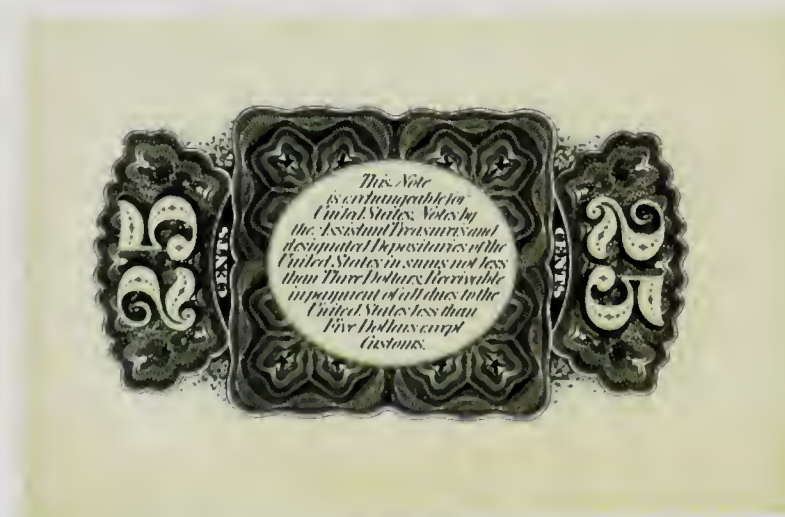 25
CENTS
This Note
is exchangeable for
United States Notes by
the Assistant Treasurers and
designated Depositaries of the
United States in sums not less
than Three Dollars. Receivable
in payment of all dues to the
United States less than
Five Dollars except
Customs.
CENTS
25